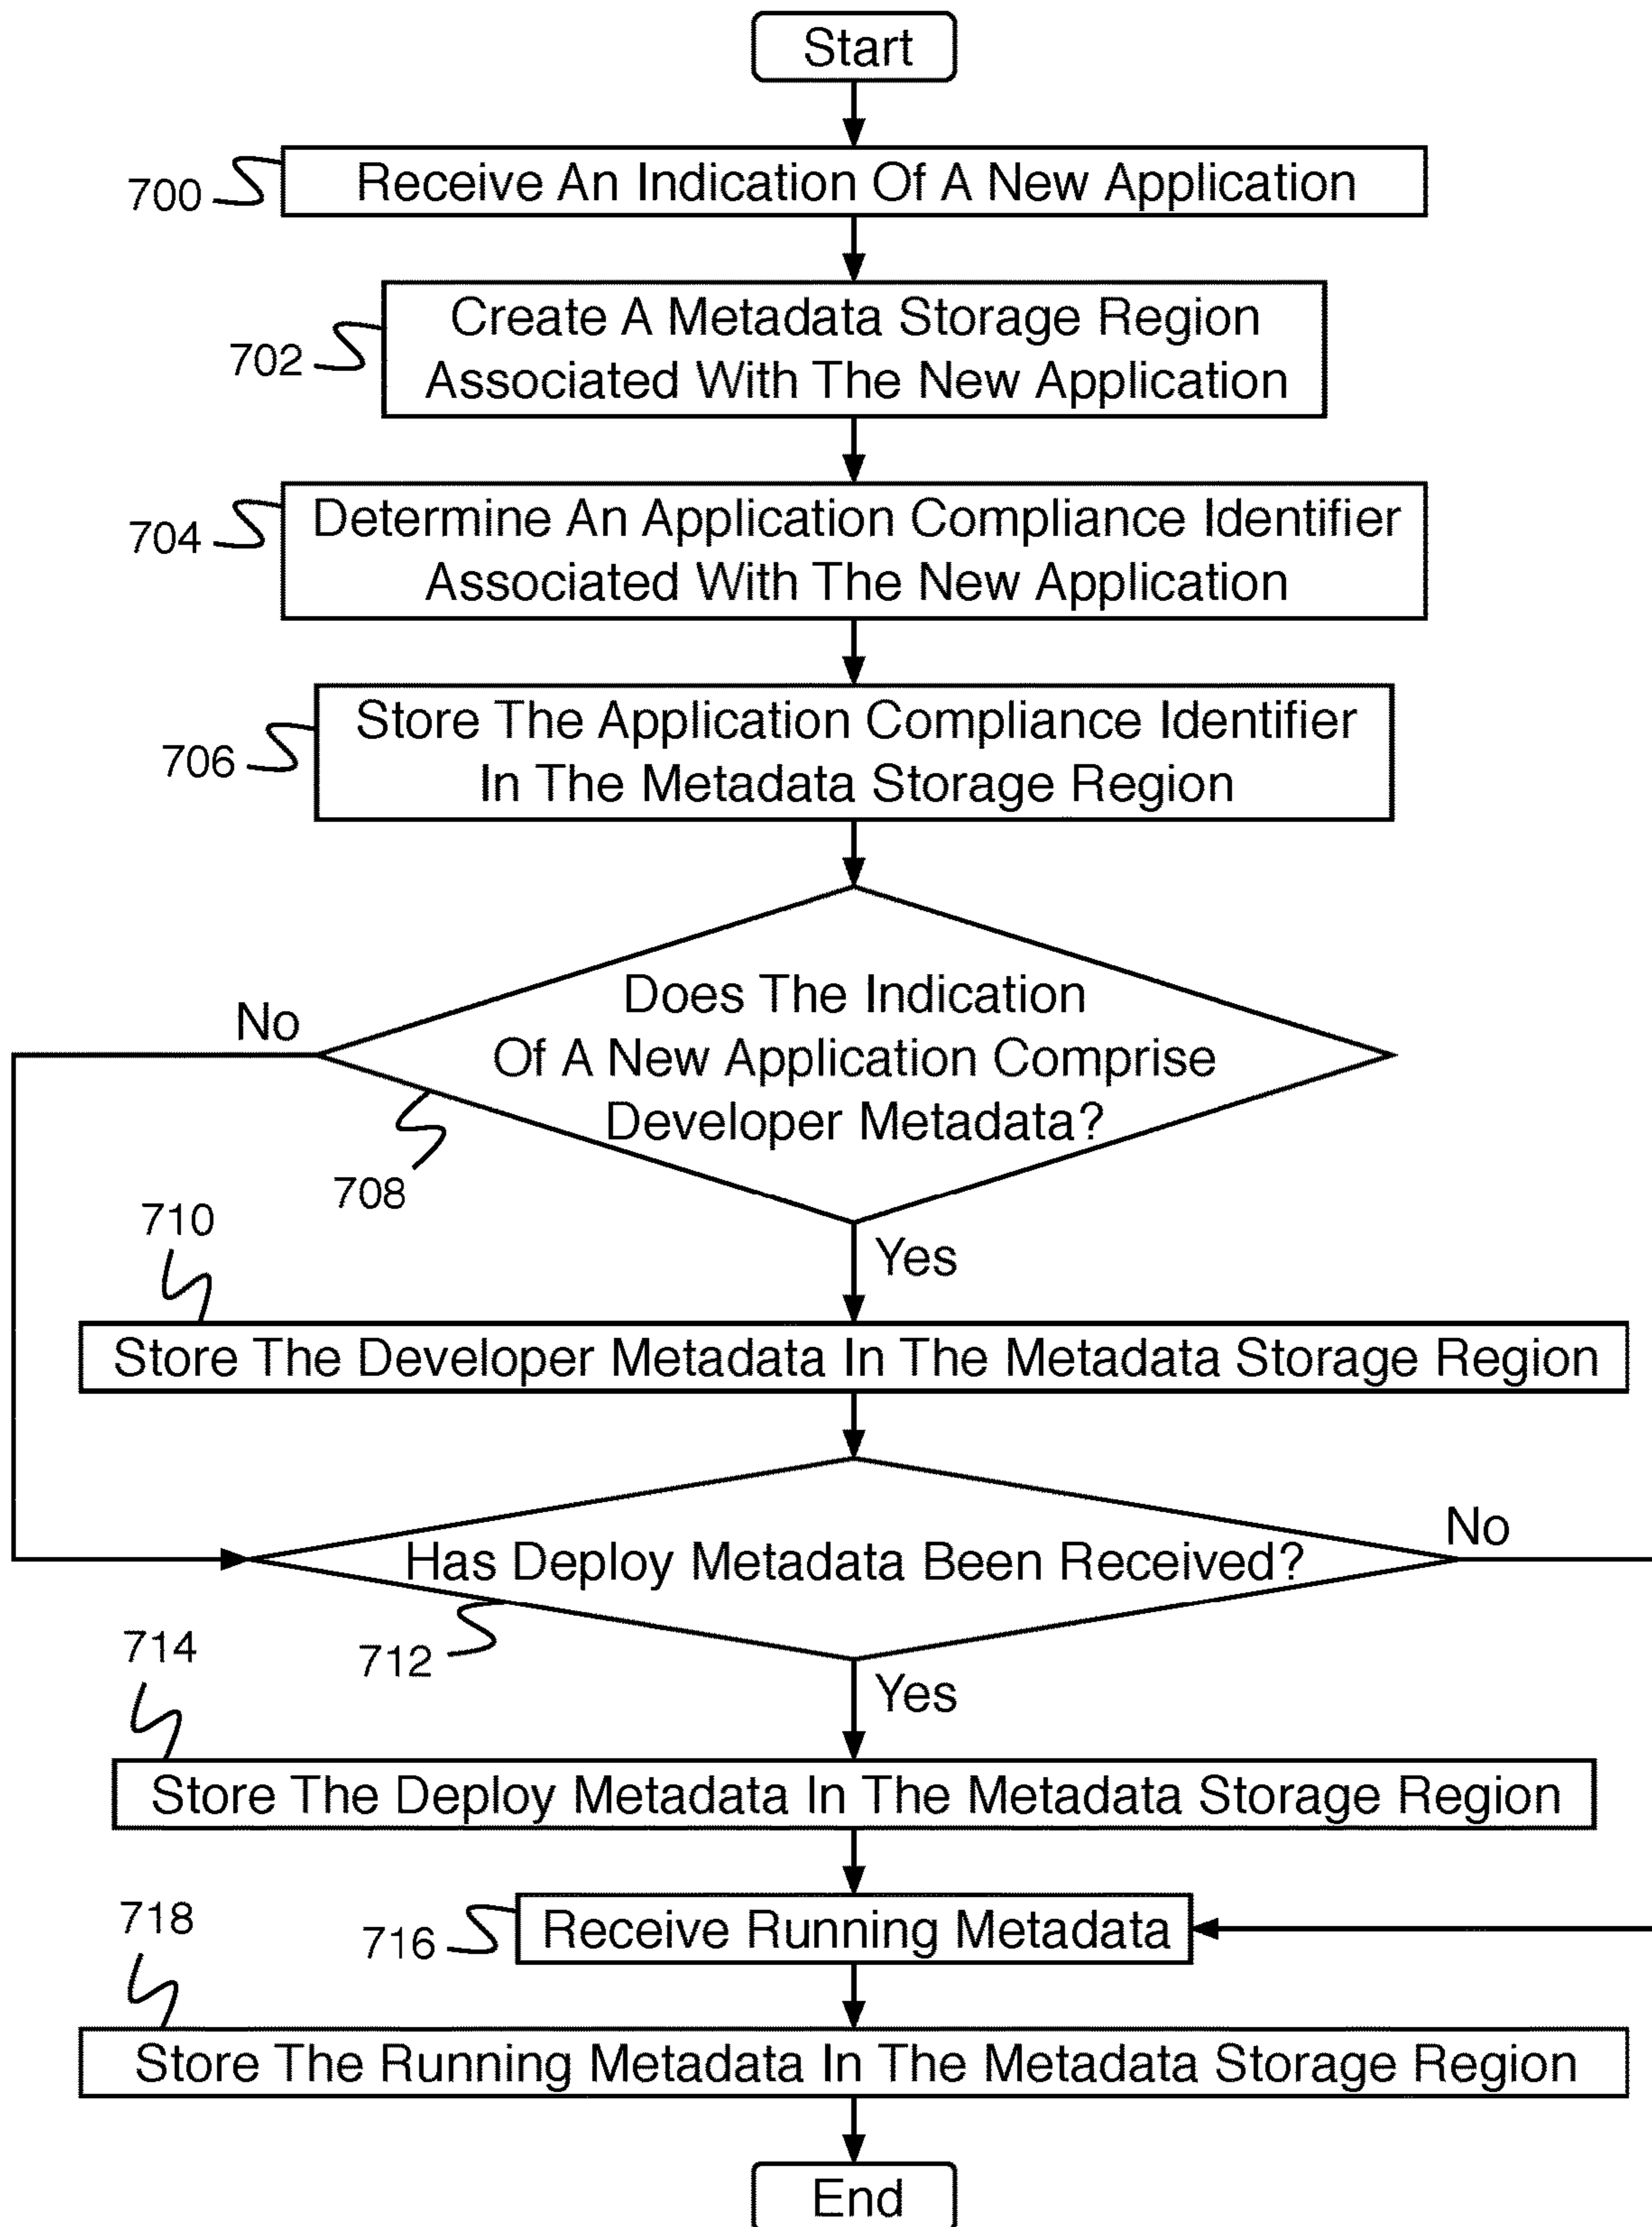 Start
700
Receive An Indication Of A New Application
702
Create A Metadata Storage Region
Associated With The New Application
704
Determine An Application Compliance Identifier
Associated With The New Application
706
Store The Application Compliance Identifier
In The Metadata Storage Region
No
Does The Indication
Of A New Application Comprise
Developer Metadata?
708
710
Yes
Store The Developer Metadata In The Metadata Storage Region
No
Has Deploy Metadata Been Received?
712
714
Yes
Store The Deploy Metadata In The Metadata Storage Region
718
716
Receive Running Metadata
Store The Running Metadata In The Metadata Storage Region
End